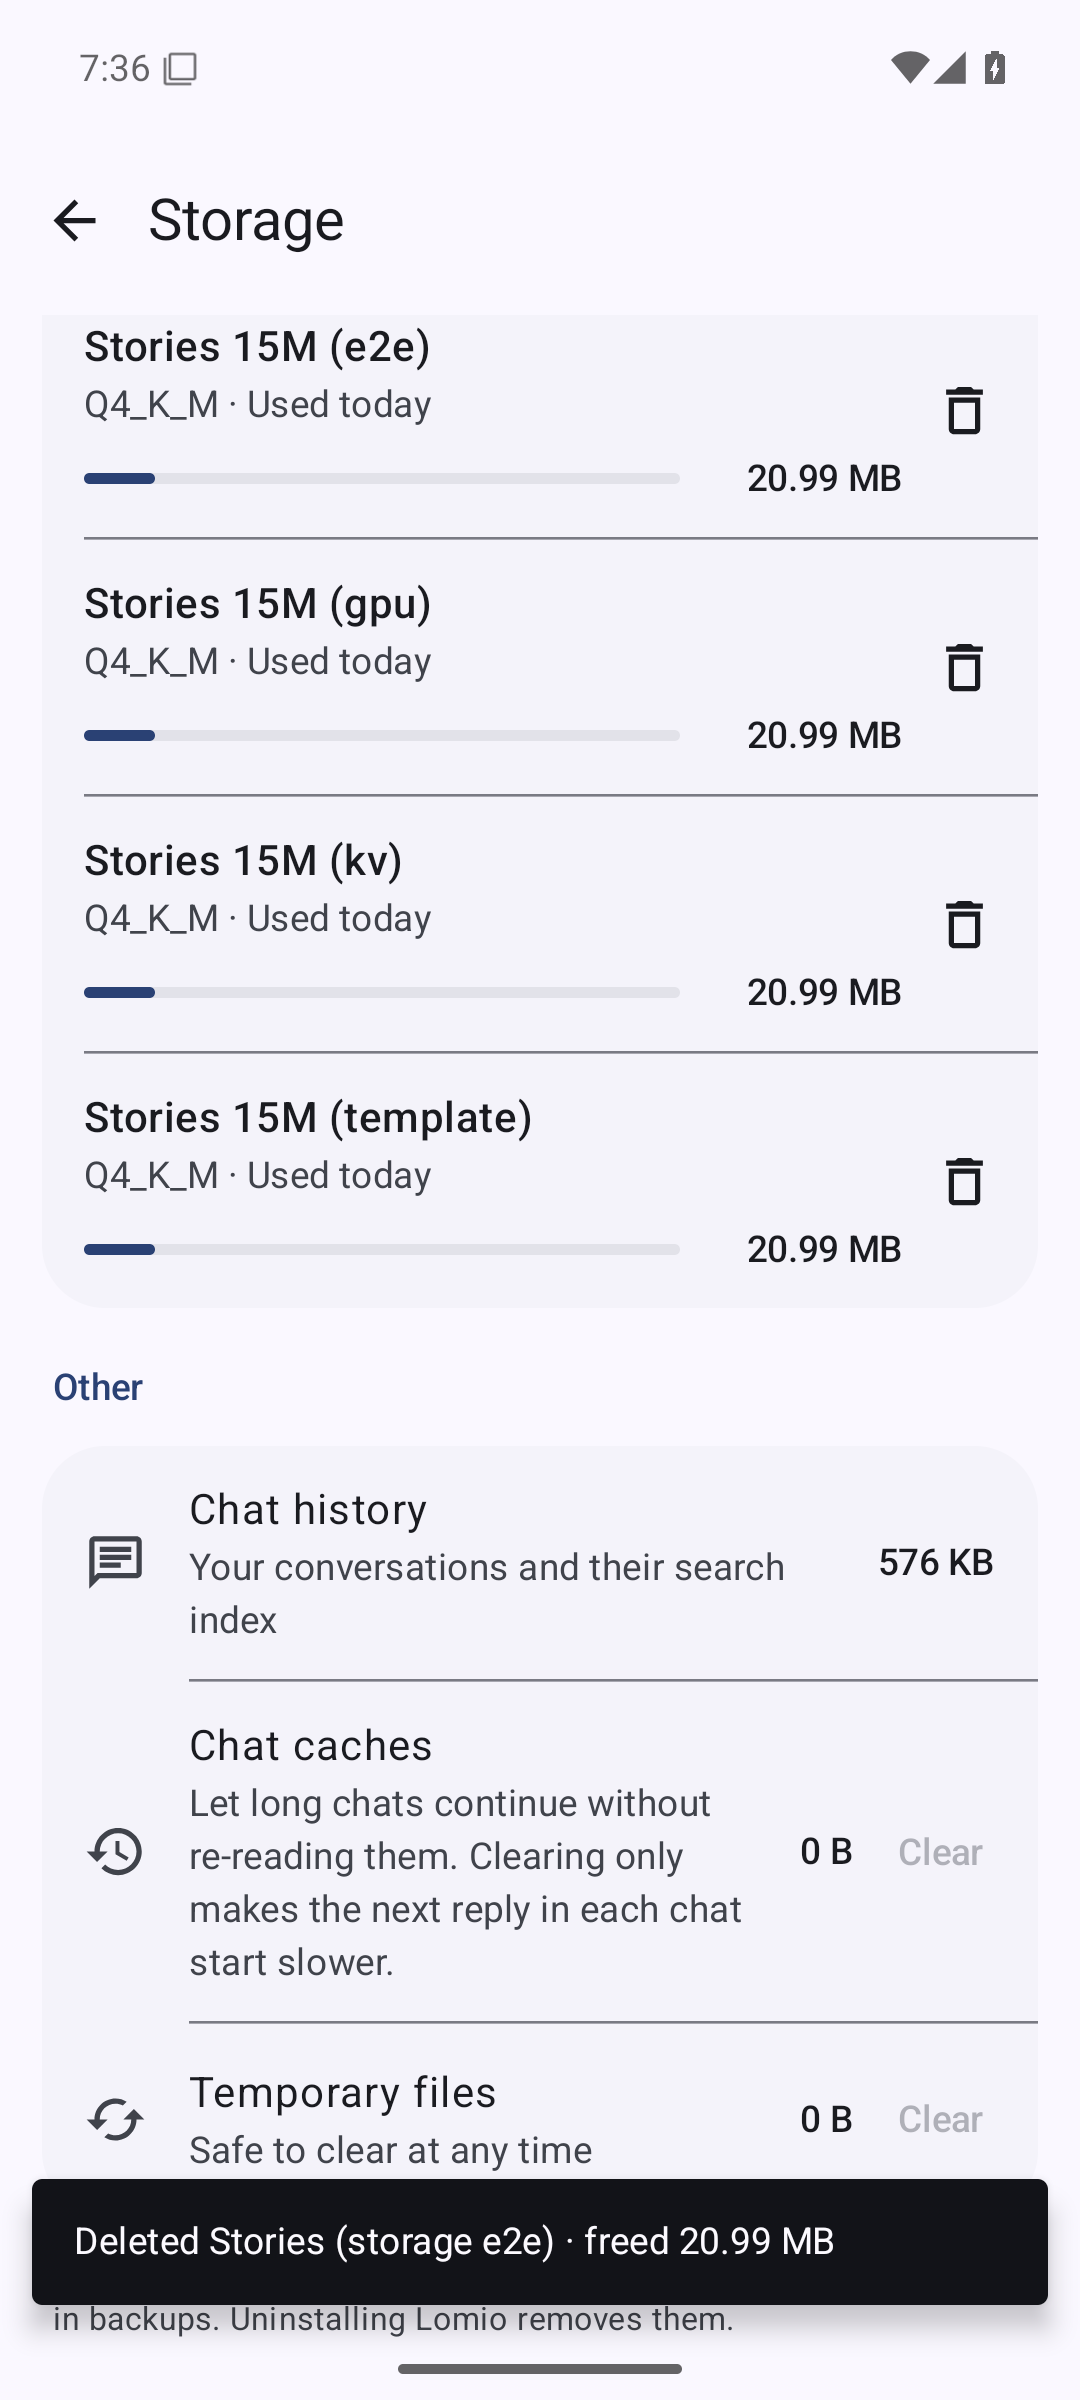 7:36
Storage
Stories 15M (e2e)
Q4_K_M · Used today
20.99 MB
Stories 15M (gpu)
Q4_K_M · Used today
20.99 MB
Stories 15M (kv)
Q4_K_M · Used today
20.99 MB
Stories 15M (template)
Q4_K_M · Used today
20.99 MB
Other
Chat history
Your conversations and their search
index
576 KB
Chat caches
Let long chats continue without
re-reading them. Clearing only
makes the next reply in each chat
start slower.
0 B Clear
Temporary files
Safe to clear at any time
0 B Clear
Deleted Stories (storage e2e) · freed 20.99 MB
in backups. Uninstalling Lomio removes them.